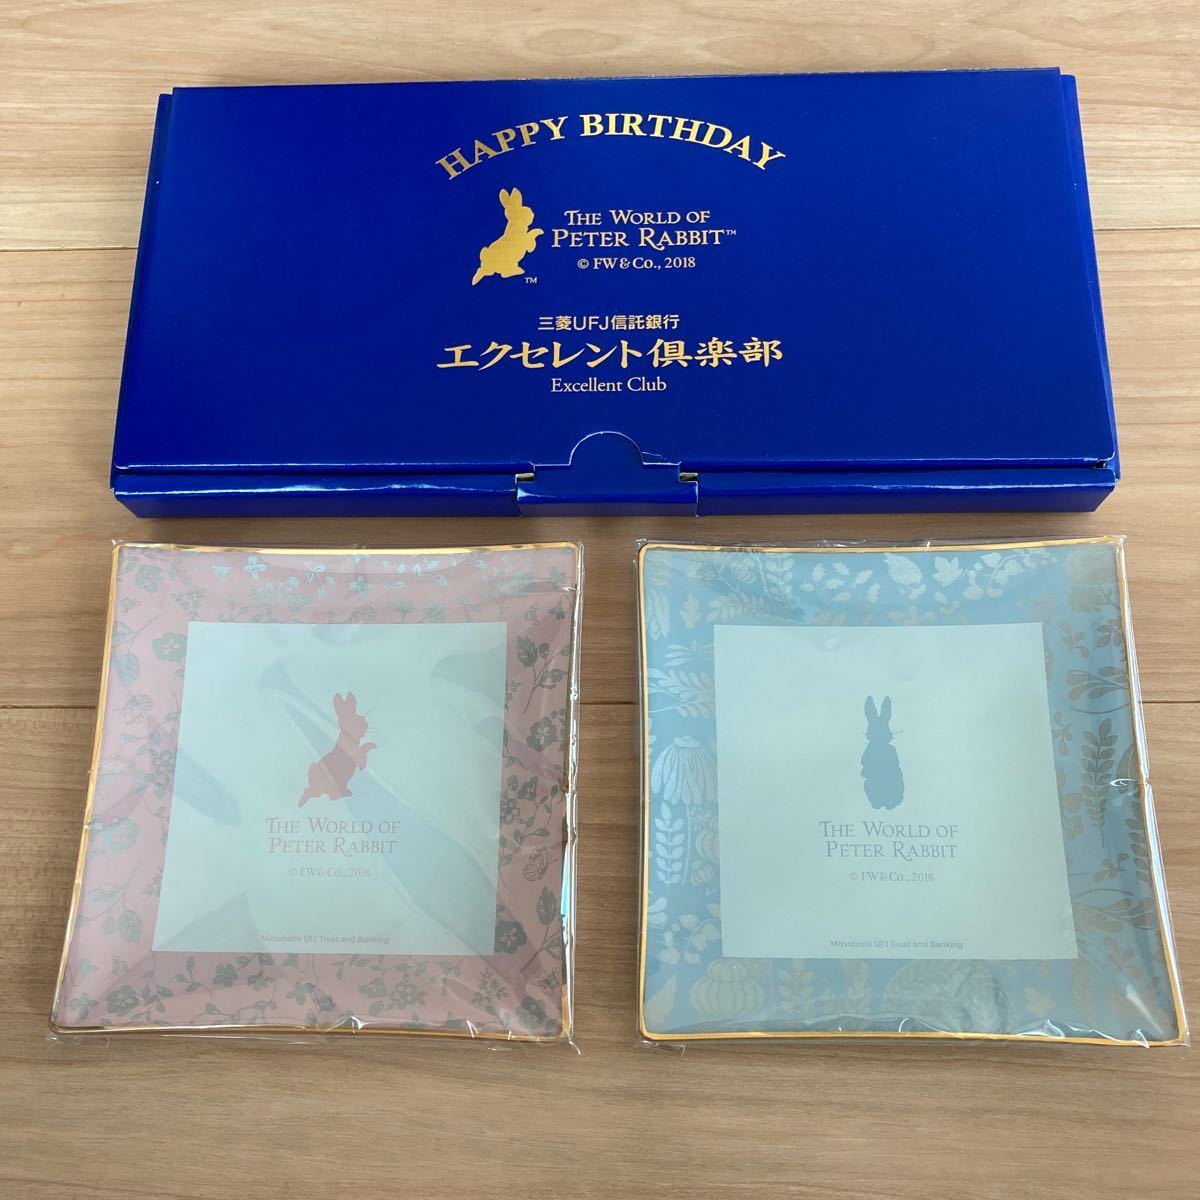 HAPPY BIRTHDAY
THE WORLD OF
PETER RABBIT™
© FW & Co., 2018
TM
三菱UFJ信託銀行
エクセレント倶楽部
Excellent Club
THE WORLD OF
PETER RABBIT
© FW & Co., 2018
Mitsubishi UFJ Trust and Banking
THE WORLD OF
PETER RABBIT
© FW & Co., 2018
Mitsubishi UFJ Trust and Banking